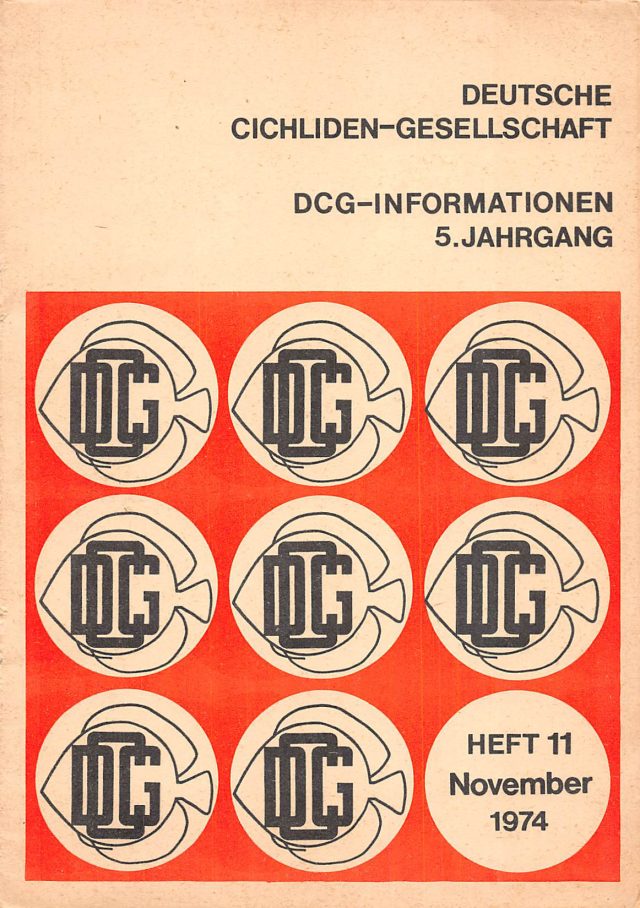 DEUTSCHE
CICHLIDEN-GESELLSCHAFT
DCG-INFORMATIONEN
5.JAHRGANG
DCG
DCG
DCG
DCG
DCG
DCG
DCG
DCG
HEFT 11
November
1974